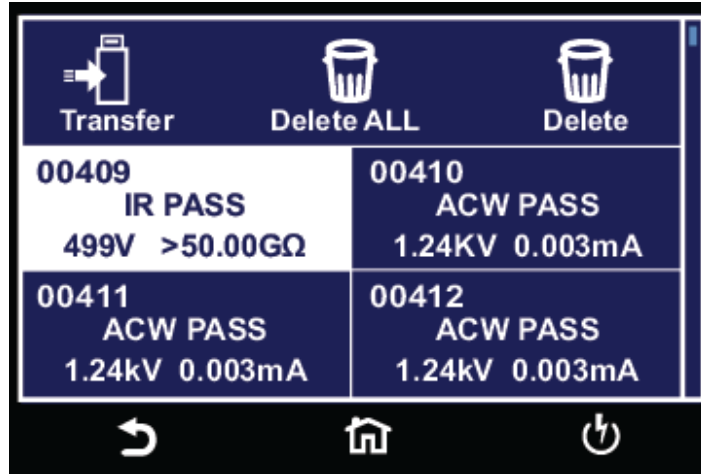 Transfer Delete ALL Delete
00409
IR PASS
499V >50.00GΩ
00410
ACW PASS
1.24KV 0.003mA
00411
ACW PASS
1.24kV 0.003mA
00412
ACW PASS
1.24kV 0.003mA